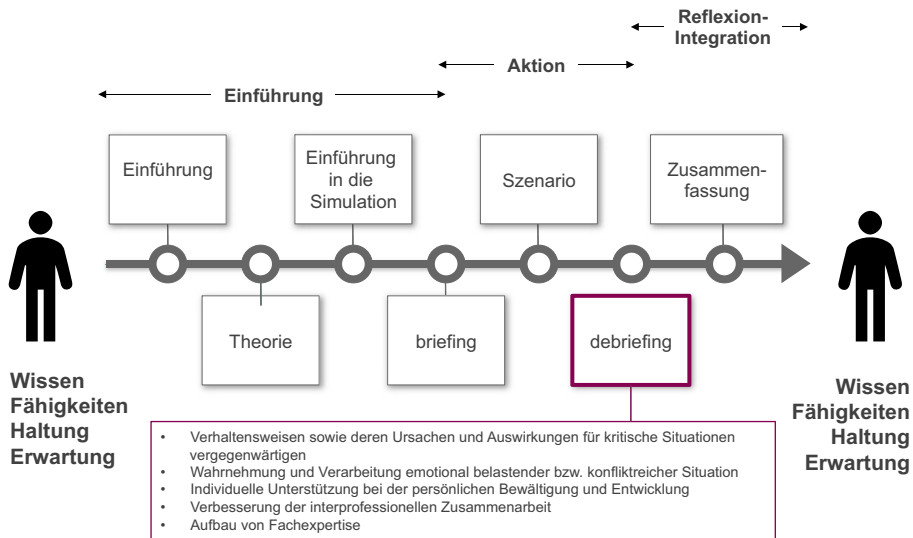 Reflexion-
Integration
Aktion
Einführung
Einführung
Einführung
in die
Simulation
Szenario
Zusammen-
fassung
Theorie
briefing
debriefing
Wissen
Fähigkeiten
Haltung
Erwartung
Wissen
Fähigkeiten
Haltung
Erwartung
• Verhaltensweisen sowie deren Ursachen und Auswirkungen für kritische Situationen
vergegenwärtigen
• Wahrnehmung und Verarbeitung emotional belastender bzw. konfliktreicher Situation
• Individuelle Unterstützung bei der persönlichen Bewältigung und Entwicklung
• Verbesserung der interprofessionellen Zusammenarbeit
• Aufbau von Fachexpertise